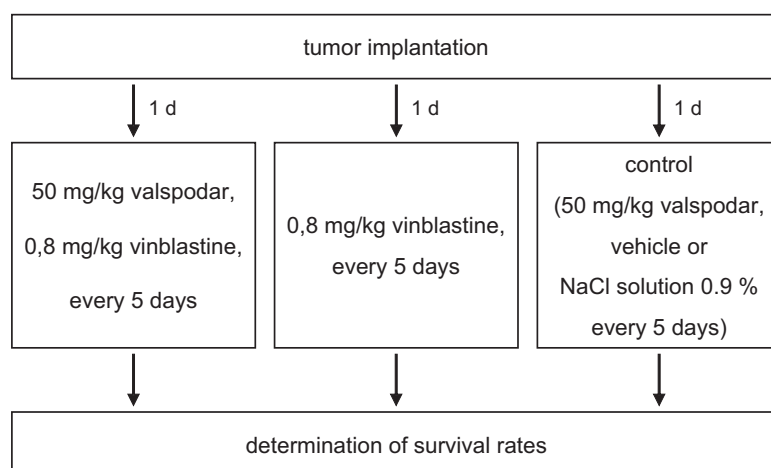 tumor implantation
1 d
1 d
1 d
50 mg/kg valspodar,
0,8 mg/kg vinblastine,
every 5 days
0,8 mg/kg vinblastine,
every 5 days
control
(50 mg/kg valspodar,
vehicle or
NaCl solution 0.9 %
every 5 days)
determination of survival rates